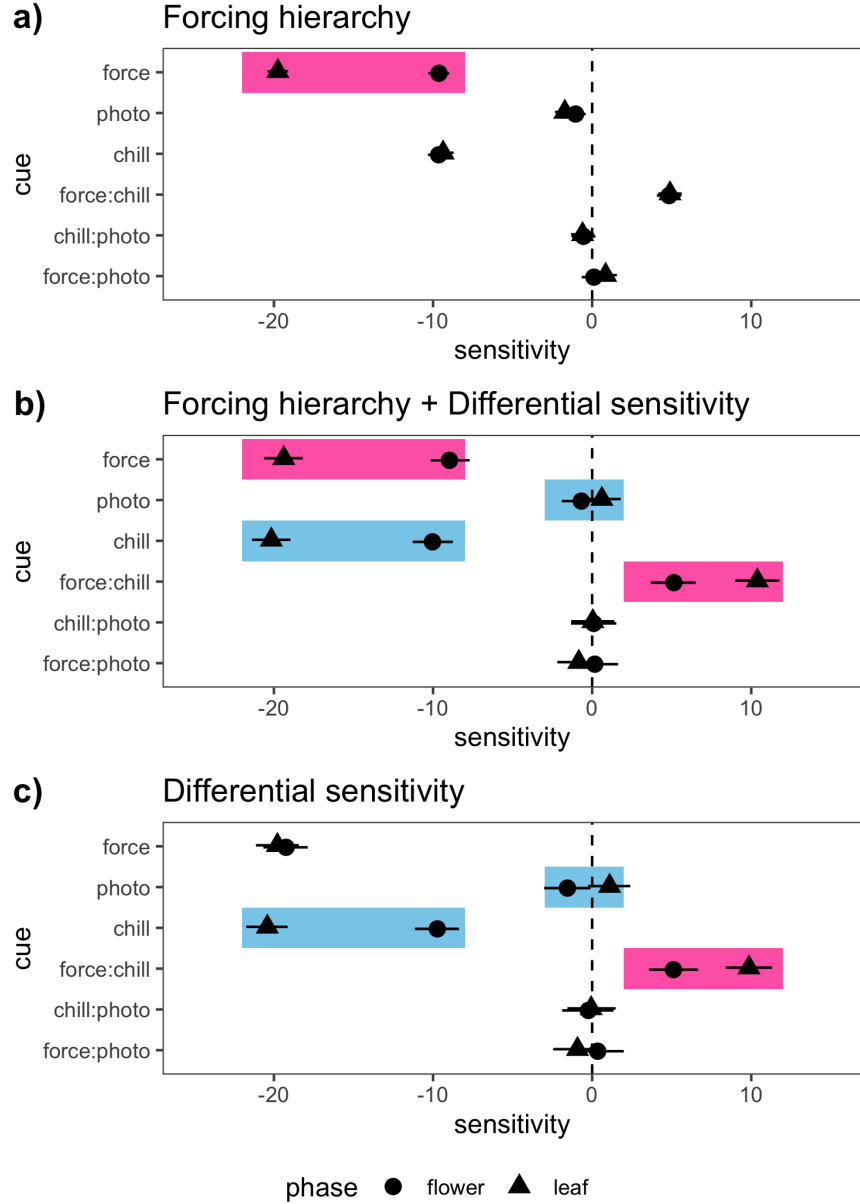 a) Forcing hierarchy
force
photo
chill
force:chill
chill:photo
force:photo
cue
-20 -10 0 10
sensitivity
b) Forcing hierarchy + Differential sensitivity
force
photo
chill
force:chill
chill:photo
force:photo
cue
-20 -10 0 10
sensitivity
c) Differential sensitivity
force
photo
chill
force:chill
chill:photo
force:photo
cue
-20 -10 0 10
sensitivity
phase flower leaf